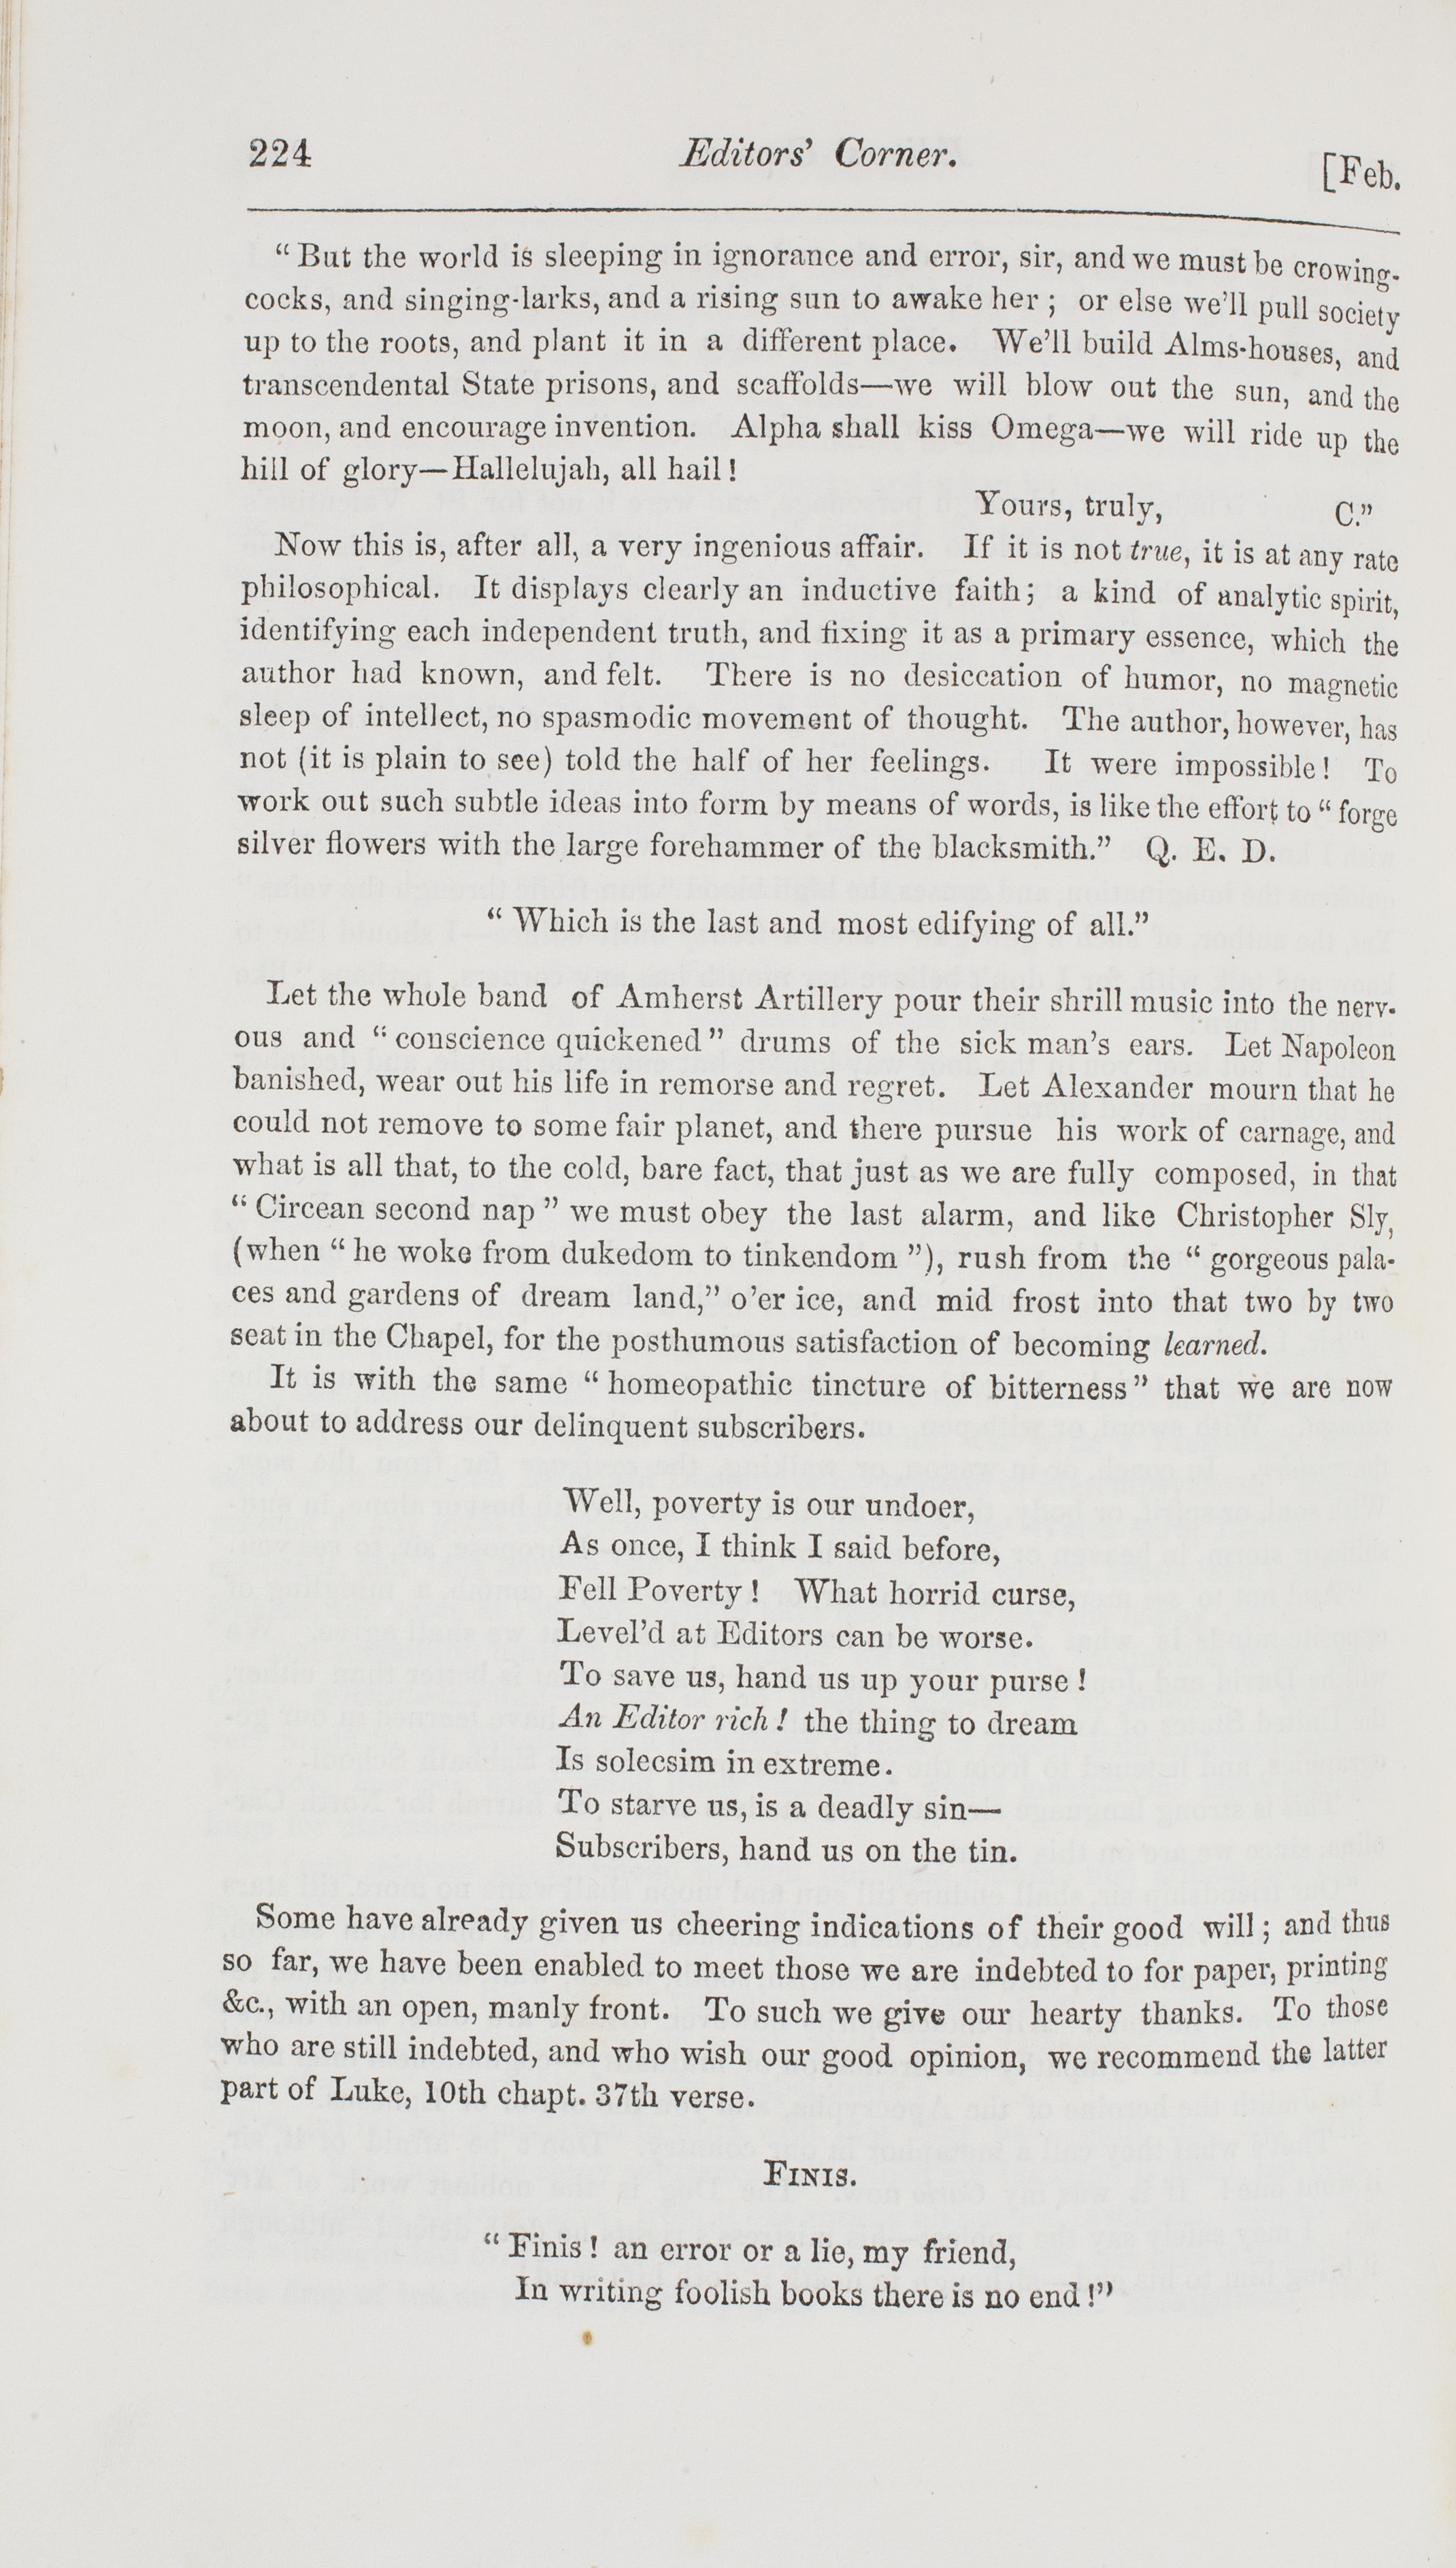 224 Editors' Corner. [Feb.
“But the world is sleeping in ignorance and error, sir, and we must be crowing-
cocks, and singing-larks, and a rising sun to awake her ; or else we'll pull society
up to the roots, and plant it in a different place. We'll build Alms-houses, and
transcendental State prisons, and scaffolds—we will blow out the sun, and the
moon, and encourage invention. Alpha shall kiss Omega—we will ride up the
hill of glory—Hallelujah, all hail !
Yours, truly, C.”
Now this is, after all, a very ingenious affair. If it is not true, it is at any rate
philosophical. It displays clearly an inductive faith; a kind of analytic spirit,
identifying each independent truth, and fixing it as a primary essence, which the
author had known, and felt. There is no desiccation of humor, no magnetic
sleep of intellect, no spasmodic movement of thought. The author, however, has
not (it is plain to see) told the half of her feelings. It were impossible! To
work out such subtle ideas into form by means of words, is like the effort to “forge
silver flowers with the large forehammer of the blacksmith.” Q. E. D.
“Which is the last and most edifying of all.”
Let the whole band of Amherst Artillery pour their shrill music into the nerv-
ous and “conscience quickened” drums of the sick man's ears. Let Napoleon
banished, wear out his life in remorse and regret. Let Alexander mourn that he
could not remove to some fair planet, and there pursue his work of carnage, and
what is all that, to the cold, bare fact, that just as we are fully composed, in that
“Circean second nap” we must obey the last alarm, and like Christopher Sly,
(when “he woke from dukedom to tinkendom”), rush from the “gorgeous pala-
ces and gardens of dream land,” o'er ice, and mid frost into that two by two
seat in the Chapel, for the posthumous satisfaction of becoming learned.
It is with the same “homeopathic tincture of bitterness” that we are now
about to address our delinquent subscribers.
Well, poverty is our undoer,
As once, I think I said before,
Fell Poverty ! What horrid curse,
Level'd at Editors can be worse.
To save us, hand us up your purse !
An Editor rich ! the thing to dream
Is solecsim in extreme.
To starve us, is a deadly sin—
Subscribers, hand us on the tin.
Some have already given us cheering indications of their good will ; and thus
so far, we have been enabled to meet those we are indebted to for paper, printing
&c., with an open, manly front. To such we give our hearty thanks. To those
who are still indebted, and who wish our good opinion, we recommend the latter
part of Luke, 10th chapt. 37th verse.
FINIS.
“Finis ! an error or a lie, my friend,
In writing foolish books there is no end !”